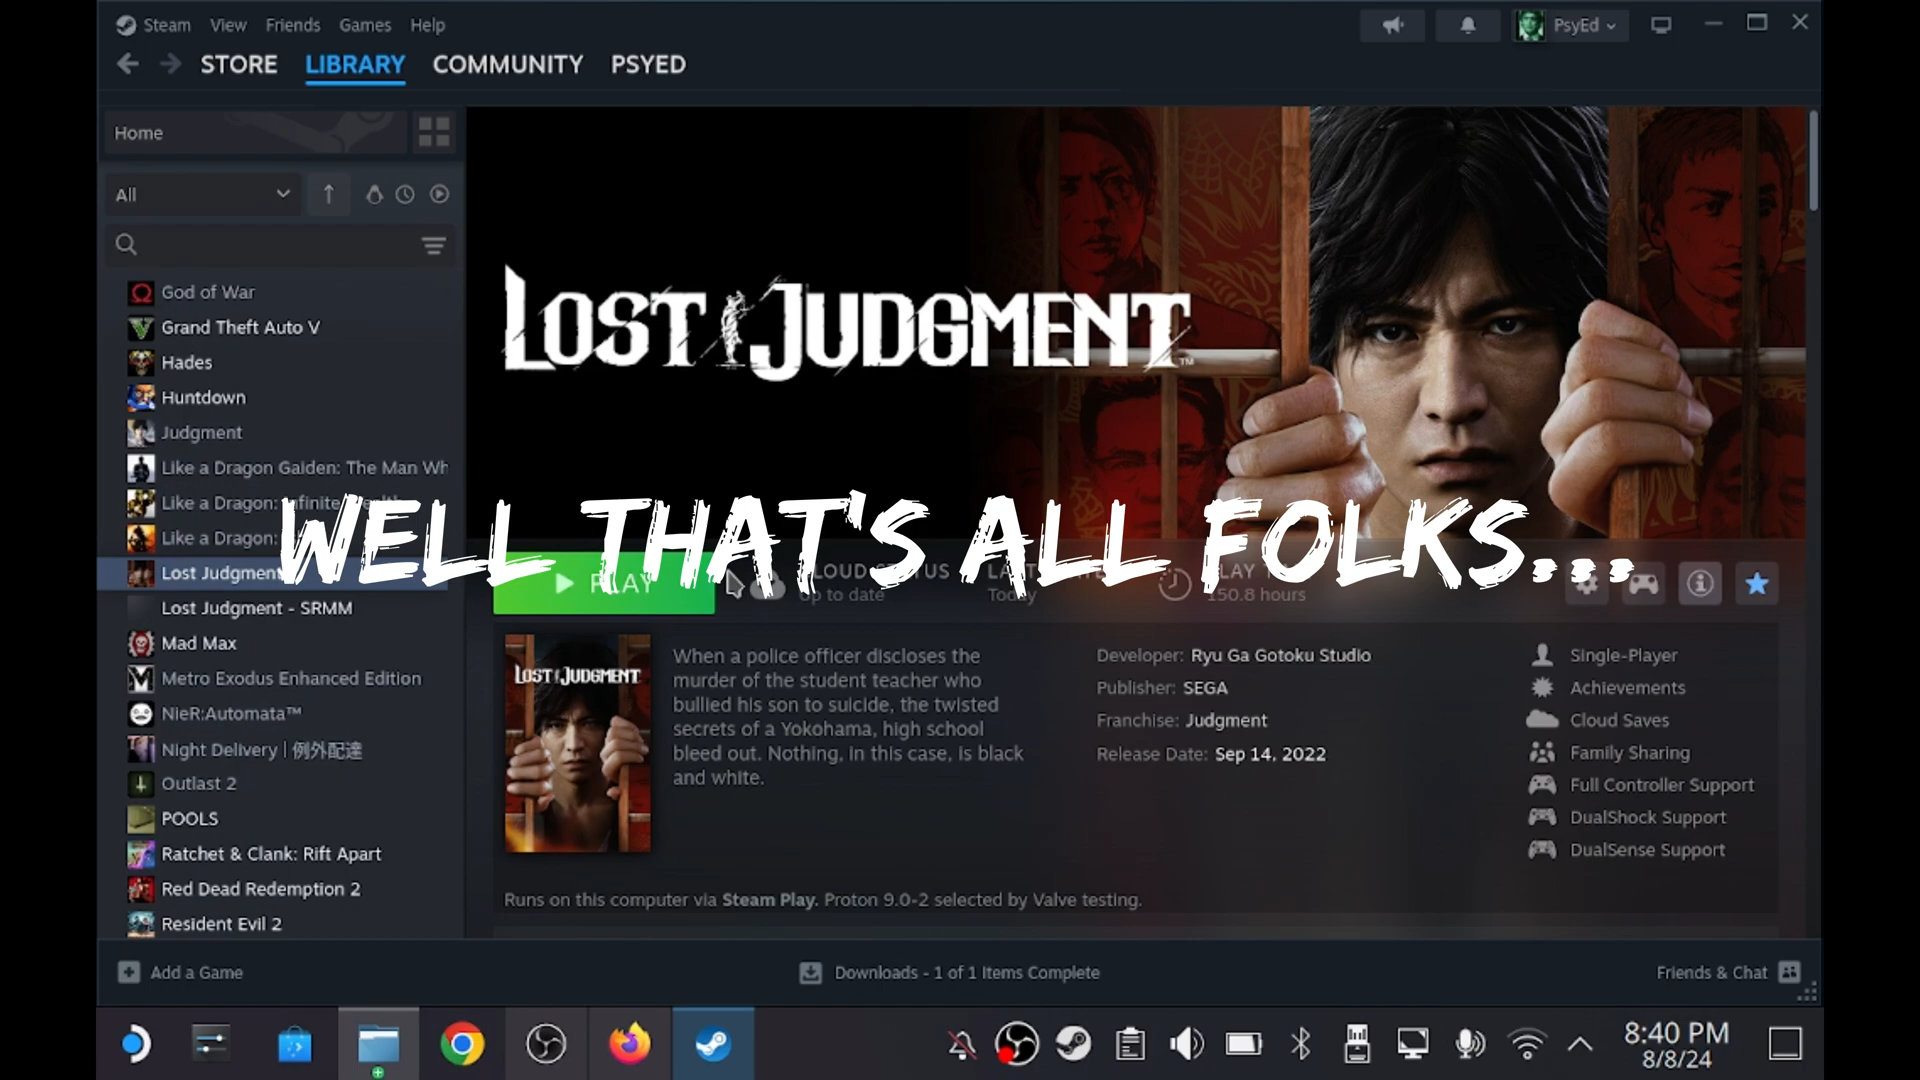 Steam View Friends Games Help
PsyEd
STORE LIBRARY COMMUNITY PSYED
Home
All
LOST JUDGMENT™
God of War
Grand Theft Auto V
Hades
Huntdown
Judgment
Like a Dragon Gaiden: The Man Wh
Like a Dragon: Infinite
Like a Dragon:
WELL THAT'S ALL FOLKS...
Lost Judgment
PLAY
CLOUD STATUS
Up to date
Today
150.8 hours
Lost Judgment - SRMM
Mad Max
Metro Exodus Enhanced Edition
NieR:Automata™
Night Delivery | 例外配達
Outlast 2
POOLS
Ratchet & Clank: Rift Apart
Red Dead Redemption 2
Resident Evil 2
LOST JUDGMENT
When a police officer discloses the
murder of the student teacher who
bullied his son to suicide, the twisted
secrets of a Yokohama, high school
bleed out. Nothing, in this case, is black
and white.
Developer: Ryu Ga Gotoku Studio
Publisher: SEGA
Franchise: Judgment
Release Date: Sep 14, 2022
Single-Player
Achievements
Cloud Saves
Family Sharing
Full Controller Support
DualShock Support
DualSense Support
Runs on this computer via Steam Play. Proton 9.0-2 selected by Valve testing.
Add a Game
Downloads - 1 of 1 Items Complete
Friends & Chat
8:40 PM
8/8/24